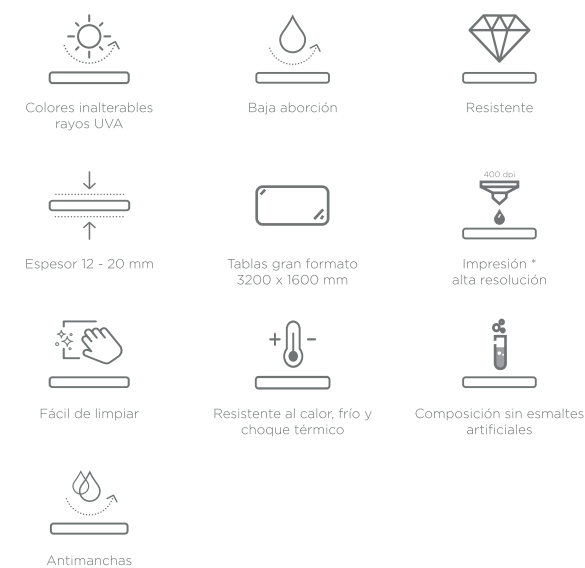 Colores inalterables
rayos UVA
Baja aborción
Resistente
Espesor 12 - 20 mm
Tablas gran formato
3200 x 1600 mm
400 dpi
Impresión *
alta resolución
Fácil de limpiar
Resistente al calor, frío y
choque térmico
Composición sin esmaltes
artificiales
Antimanchas